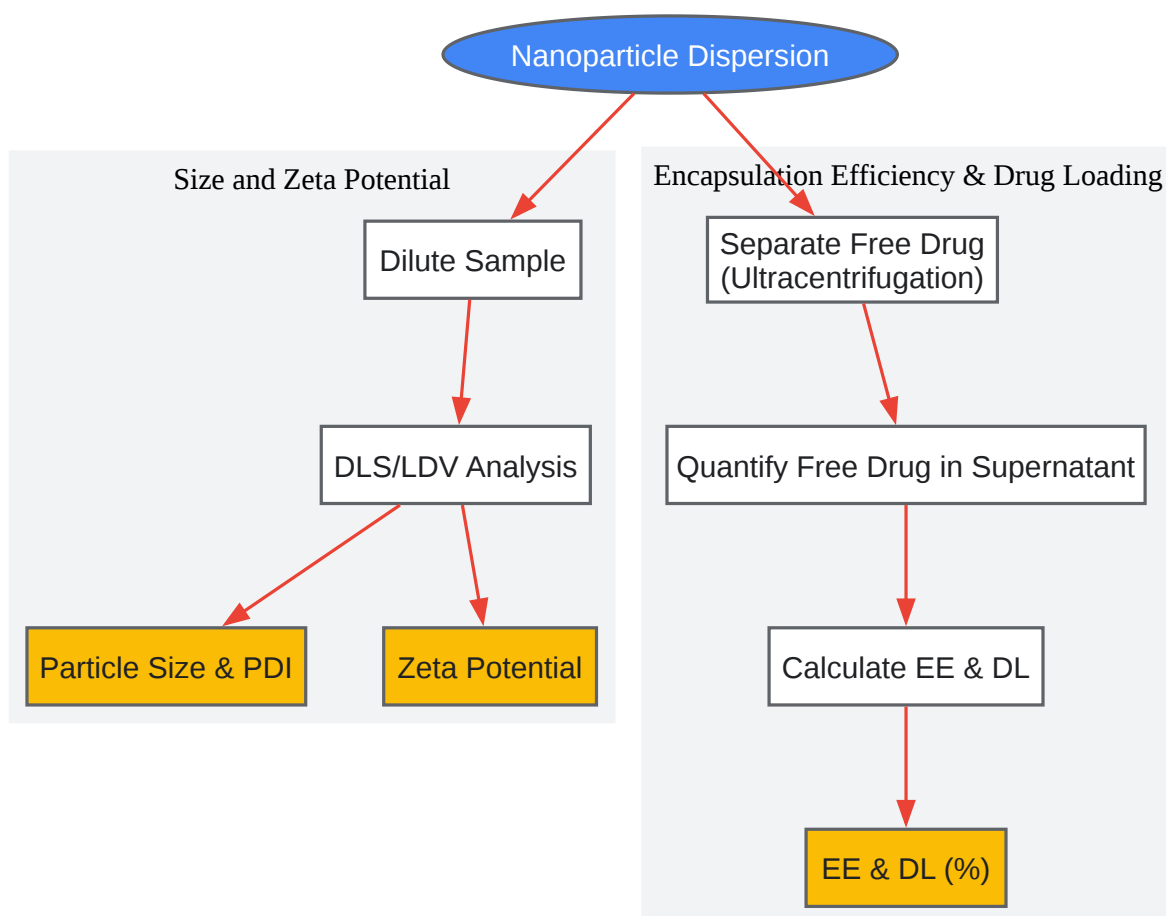 Nanoparticle Dispersion
Size and Zeta Potential
Dilute Sample
DLS/LDV Analysis
Particle Size & PDI
Zeta Potential
Encapsulation Efficiency & Drug Loading
Separate Free Drug
(Ultracentrifugation)
Quantify Free Drug in Supernatant
Calculate EE & DL
EE & DL (%)